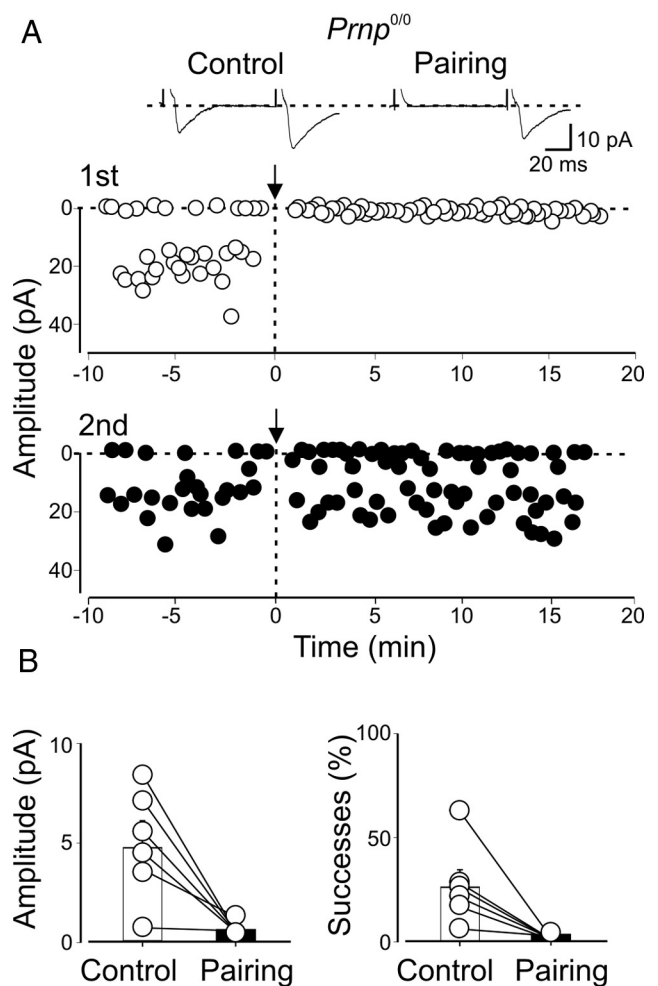 A
Prnp0/0
Control Pairing
10 pA
20 ms
1st
0
20
40
-10 -5 0 5 10 15 20
2nd
0
20
40
-10 -5 0 5 10 15 20
Amplitude (pA)
Time (min)
B
10
5
0
Amplitude (pA)
Control Pairing
100
50
0
Successes (%)
Control Pairing